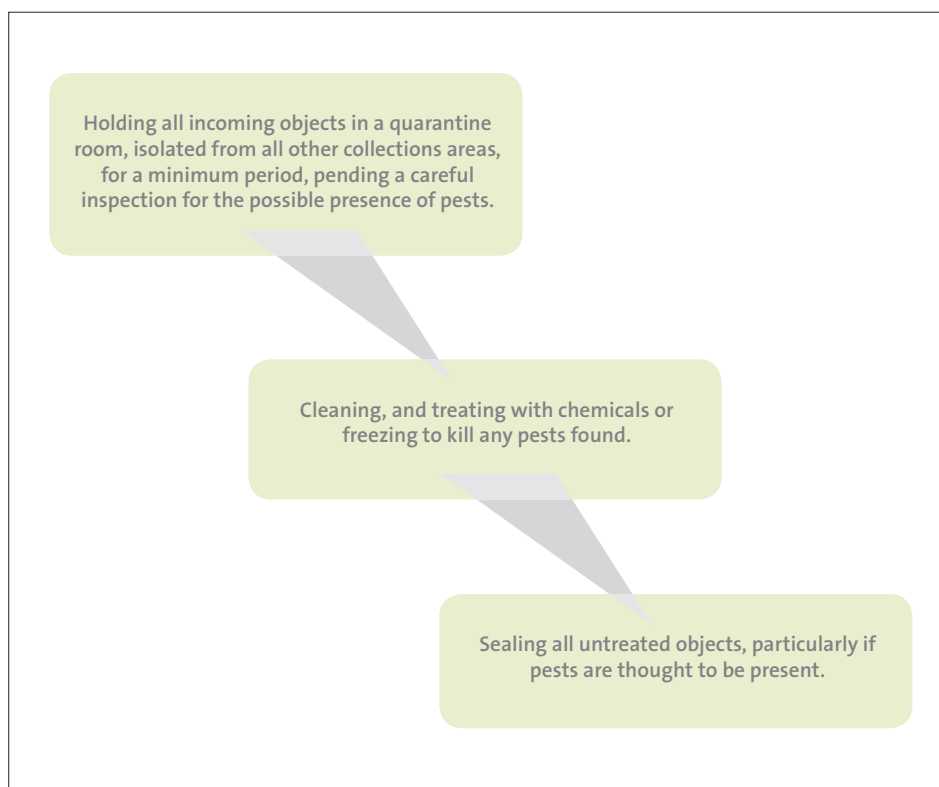 Holding all incoming objects in a quarantine
room, isolated from all other collections areas,
for a minimum period, pending a careful
inspection for the possible presence of pests.
Cleaning, and treating with chemicals or
freezing to kill any pests found.
Sealing all untreated objects, particularly if
pests are thought to be present.